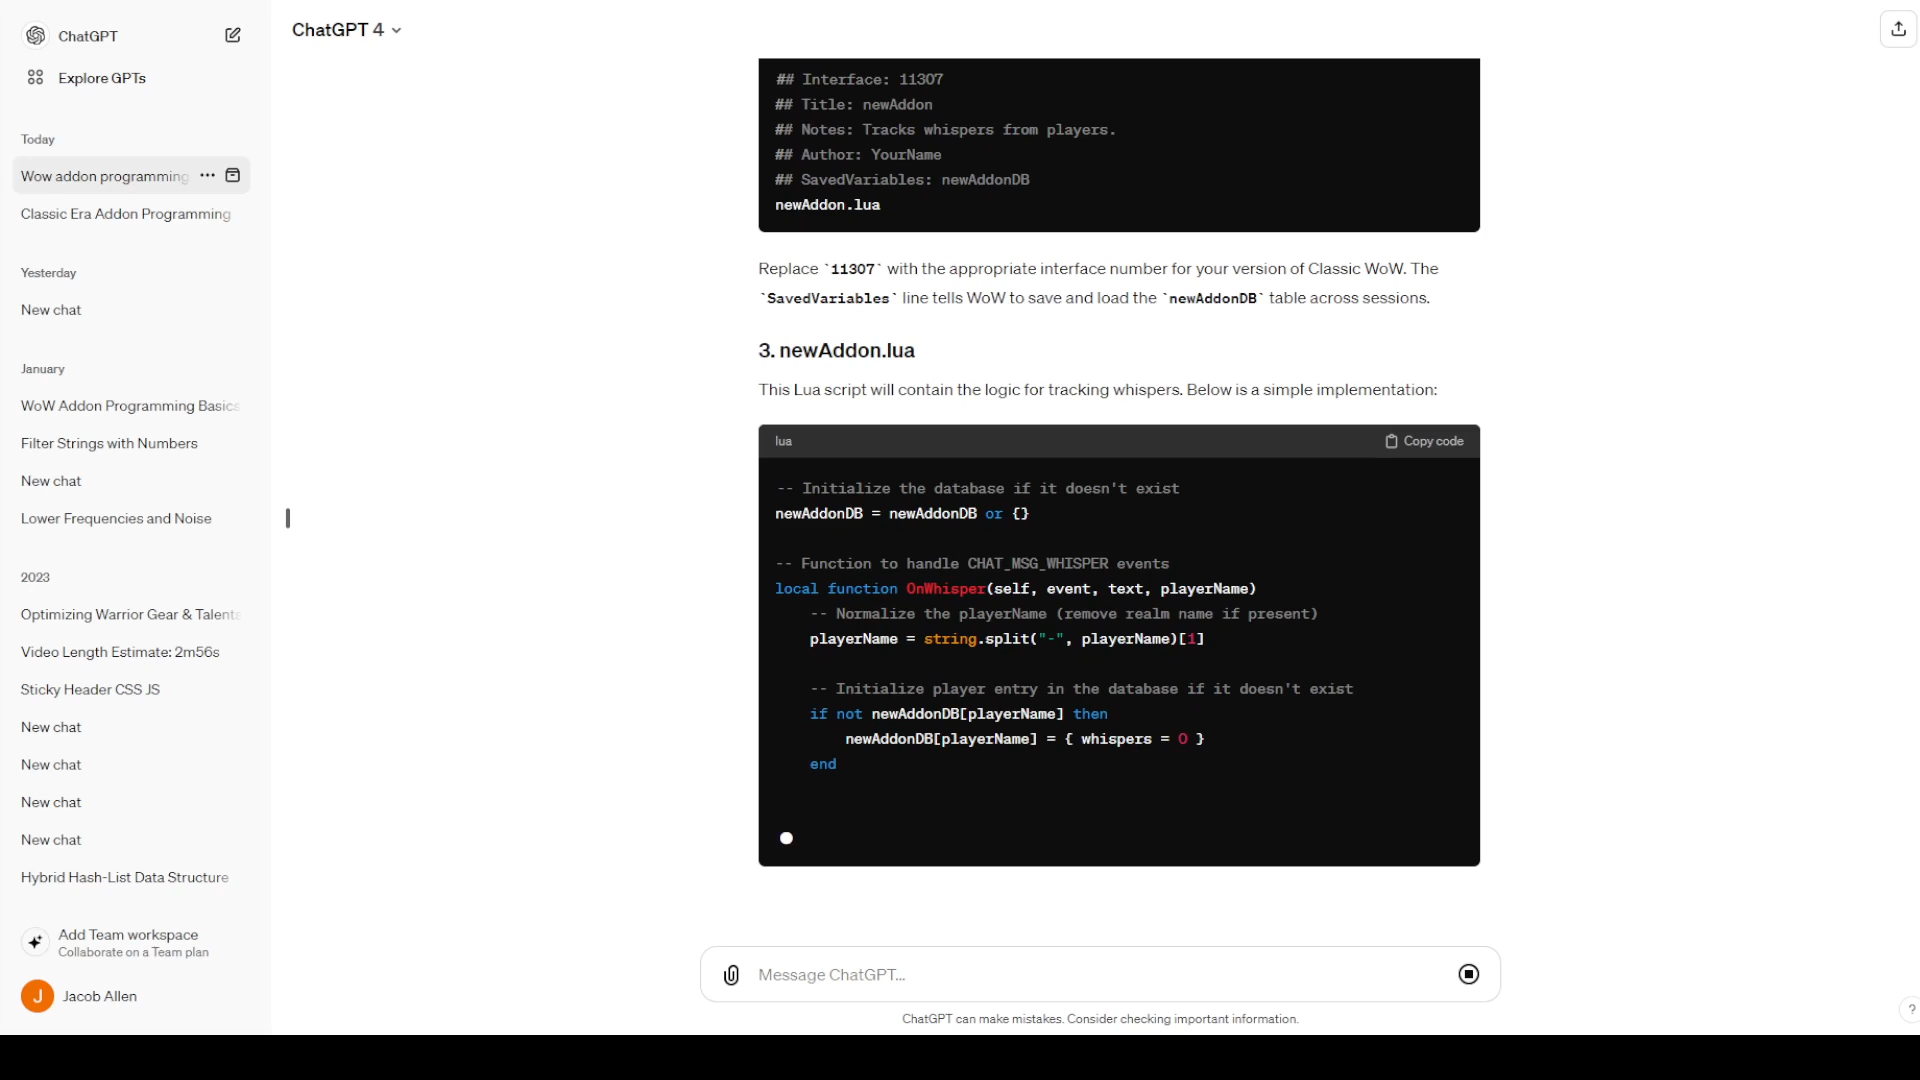 ChatGPT
Explore GPTs
Today
Wow addon programming
Classic Era Addon Programming
Yesterday
New chat
January
WoW Addon Programming Basics
Filter Strings with Numbers
New chat
Lower Frequencies and Noise
2023
Optimizing Warrior Gear & Talents
Video Length Estimate: 2m56s
Sticky Header CSS JS
New chat
New chat
New chat
New chat
Hybrid Hash-List Data Structure
Add Team workspace
Collaborate on a Team plan
J Jacob Allen
ChatGPT 4
## Interface: 11307
## Title: newAddon
## Notes: Tracks whispers from players.
## Author: YourName
## SavedVariables: newAddonDB
newAddon.lua
Replace `11307` with the appropriate interface number for your version of Classic WoW. The
`SavedVariables` line tells WoW to save and load the `newAddonDB` table across sessions.
3. newAddon.lua
This Lua script will contain the logic for tracking whispers. Below is a simple implementation:
lua Copy code
-- Initialize the database if it doesn't exist
newAddonDB = newAddonDB or {}
-- Function to handle CHAT_MSG_WHISPER events
local function OnWhisper(self, event, text, playerName)
    -- Normalize the playerName (remove realm name if present)
    playerName = string.split("-", playerName)[1]
    -- Initialize player entry in the database if it doesn't exist
    if not newAddonDB[playerName] then
        newAddonDB[playerName] = { whispers = 0 }
    end
Message ChatGPT...
ChatGPT can make mistakes. Consider checking important information.
?